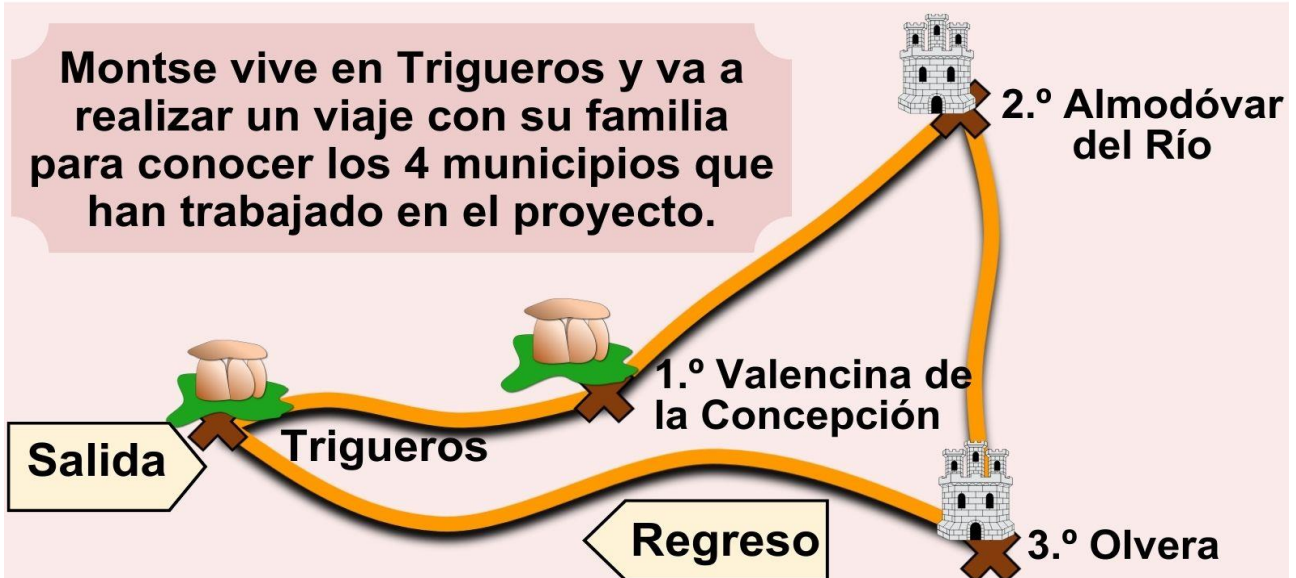 Montse vive en Trigueros y va a
realizar un viaje con su familia
para conocer los 4 municipios que
han trabajado en el proyecto.
2.º Almodóvar
del Río
1.º Valencina de
la Concepción
Trigueros
Salida
Regreso
3.º Olvera